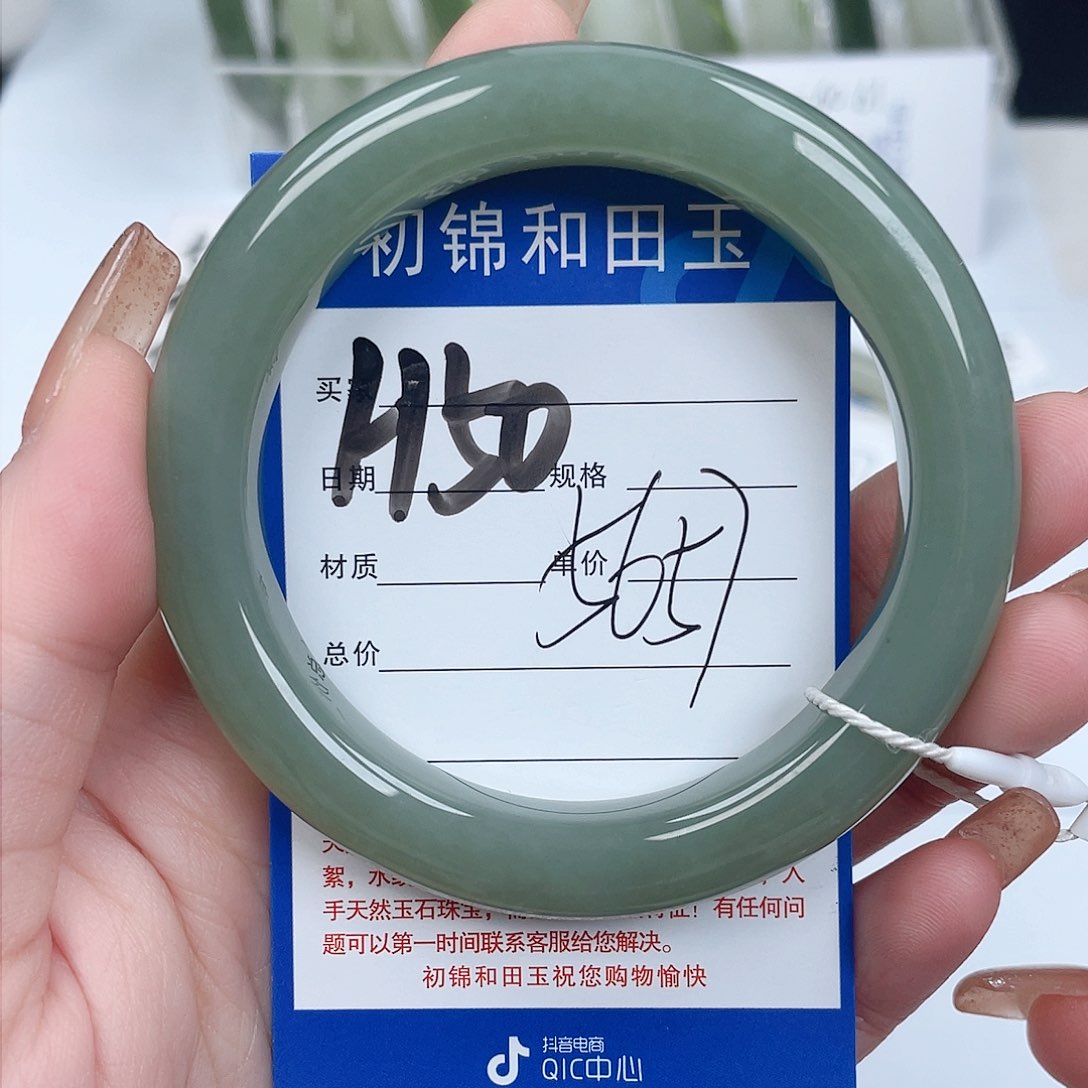 初锦和田玉
H50
买家
日期 规格
材质 单价
总价
絮，水
手天然玉石珠宝， 有任何问
题可以第一时间联系客服给您解决。
初锦和田玉祝您购物愉快
抖音电商
QIC中心